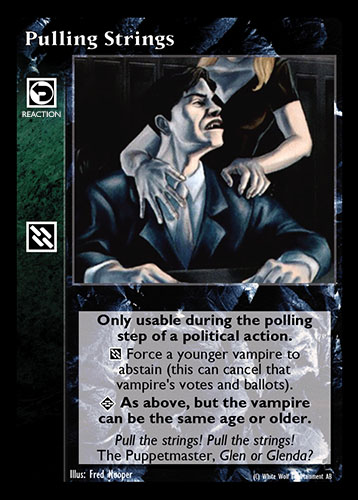 Pulling Strings
REACTION
Only usable during the polling
step of a political action.
Force a younger vampire to
abstain (this can cancel that
vampire's votes and ballots).
As above, but the vampire
can be the same age or older.
Pull the strings! Pull the strings!
The Puppetmaster, Glen or Glenda?
Illus: Fred Hooper
(C) White Wolf Entertainment AB